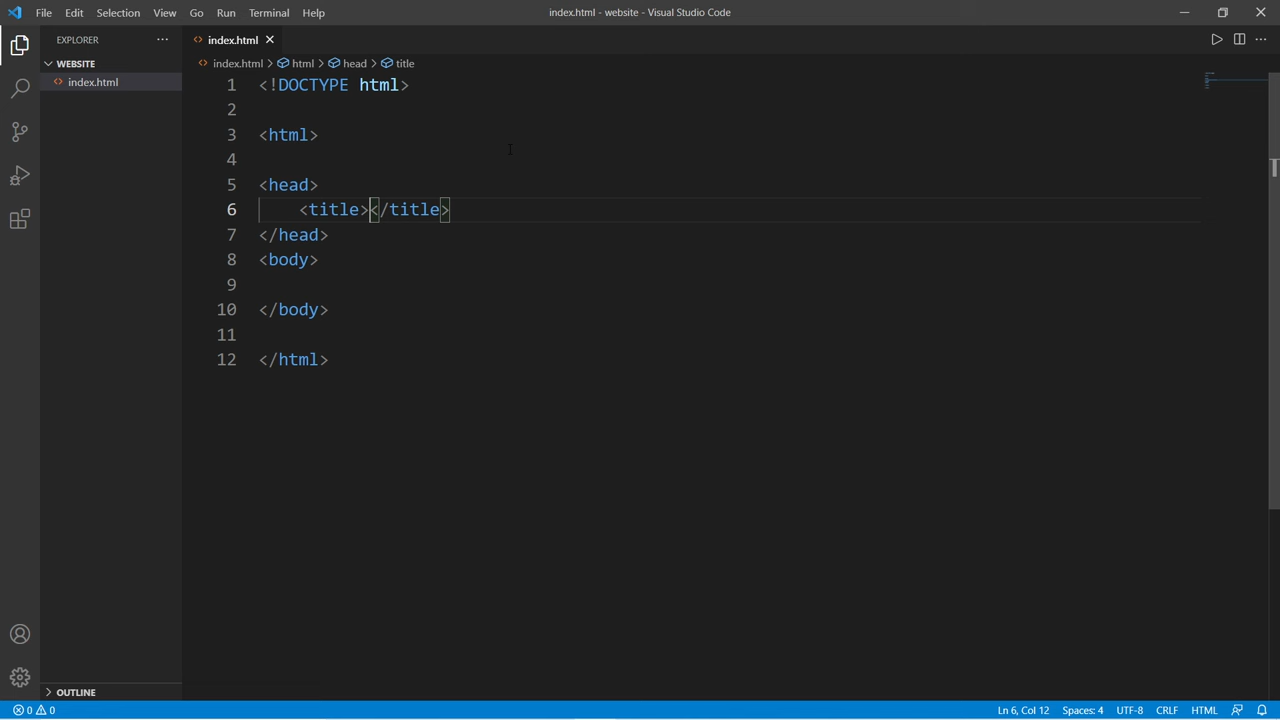 File Edit Selection View Go Run Terminal Help
index.html - website - Visual Studio Code
EXPLORER
WEBSITE
index.html
OUTLINE
index.html
index.html > html > head > title
1 <!DOCTYPE html>
2
3 <html>
4
5 <head>
6 <title></title>
7 </head>
8 <body>
9
10 </body>
11
12 </html>
0 0
Ln 6, Col 12 Spaces: 4 UTF-8 CRLF HTML